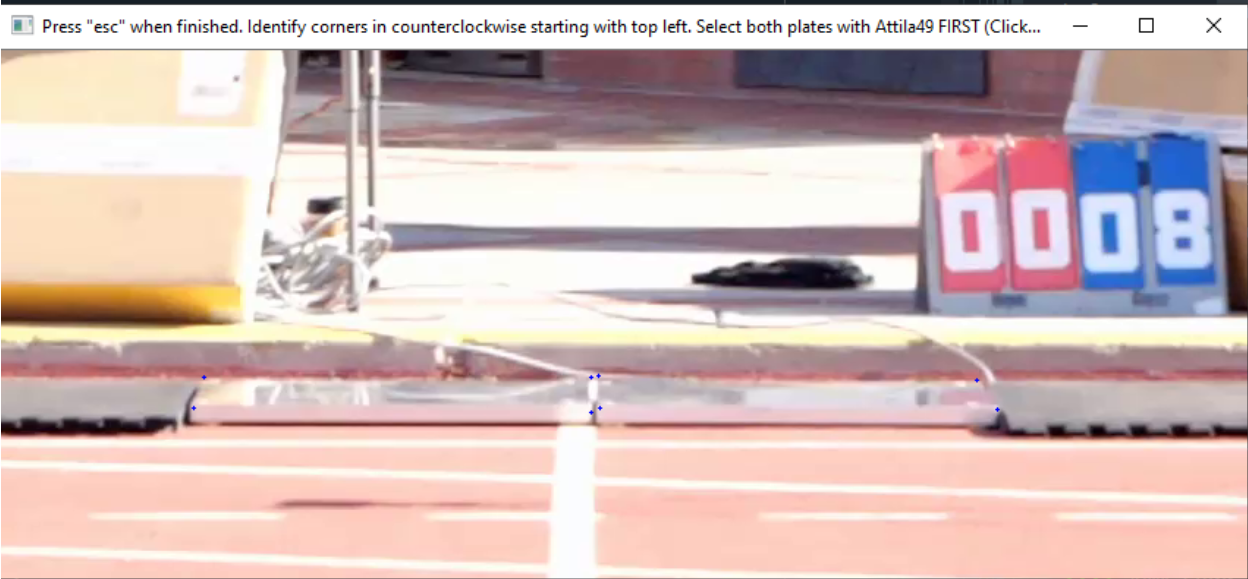 Press "esc" when finished. Identify corners in counterclockwise starting with top left. Select both plates with Attila49 FIRST (Click...
0008